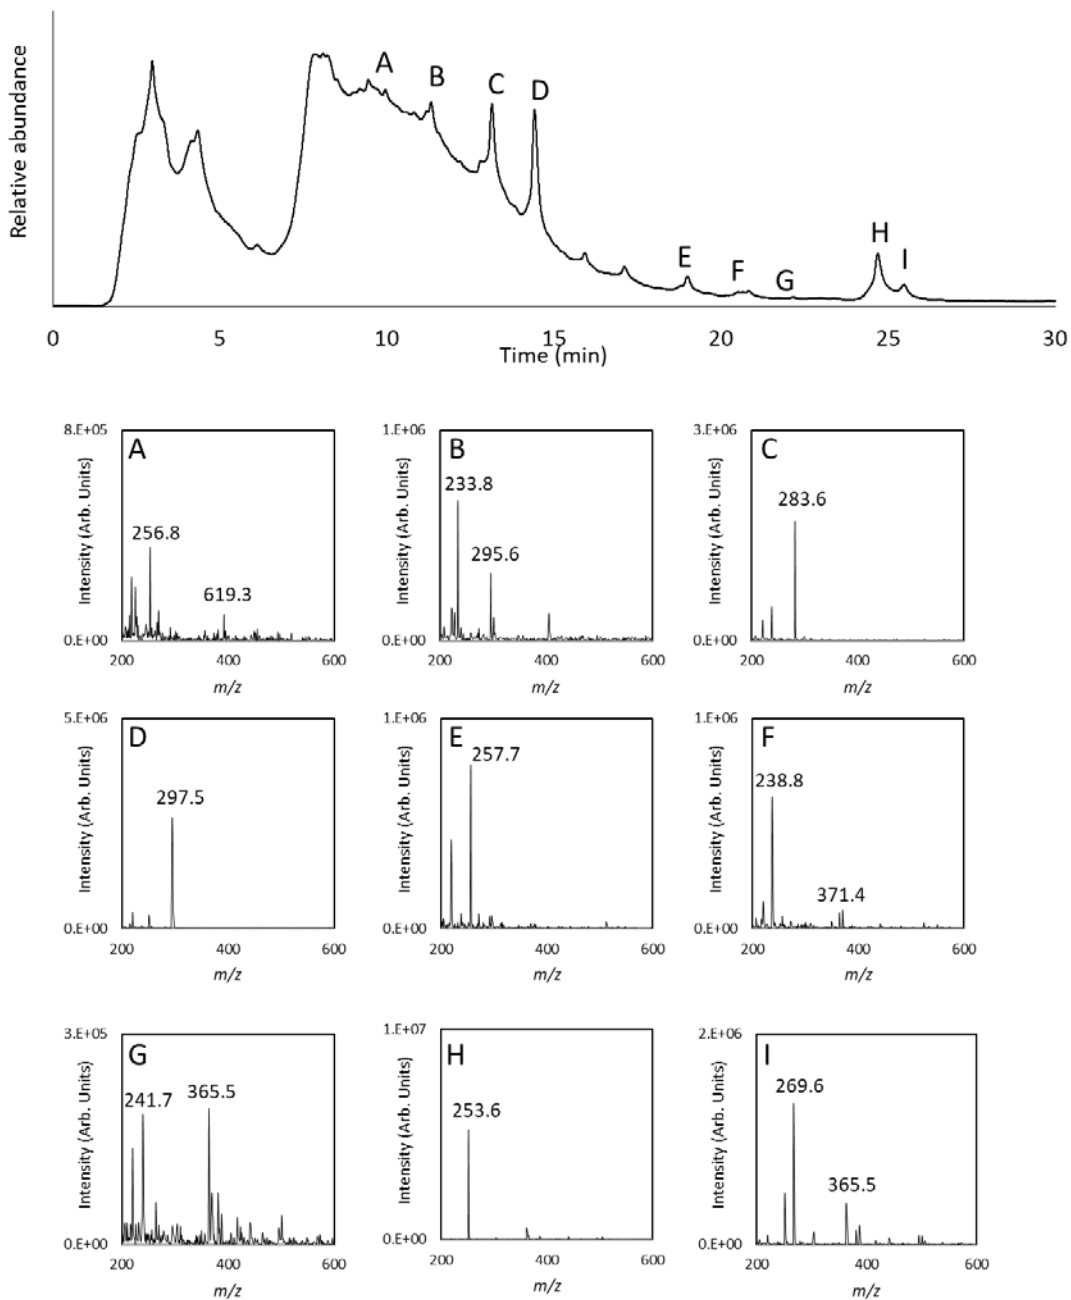 Relative abundance
A
B
C
D
E
F
G
H
I
0 5 10 15 20 25 30
Time (min)
8.E+05
A
Intensity (Arb. Units)
256.8
619.3
0.E+00
200 400 600
m/z
1.E+06
B
Intensity (Arb. Units)
233.8
295.6
0.E+00
200 400 600
m/z
3.E+06
C
Intensity (Arb. Units)
283.6
0.E+00
200 400 600
m/z
5.E+06
D
Intensity (Arb. Units)
297.5
0.E+00
200 400 600
m/z
1.E+06
E
Intensity (Arb. Units)
257.7
0.E+00
200 400 600
m/z
1.E+06
F
Intensity (Arb. Units)
238.8
371.4
0.E+00
200 400 600
m/z
3.E+05
G
Intensity (Arb. Units)
241.7
365.5
0.E+00
200 400 600
m/z
1.E+07
H
Intensity (Arb. Units)
253.6
0.E+00
200 400 600
m/z
2.E+06
I
Intensity (Arb. Units)
269.6
365.5
0.E+00
200 400 600
m/z